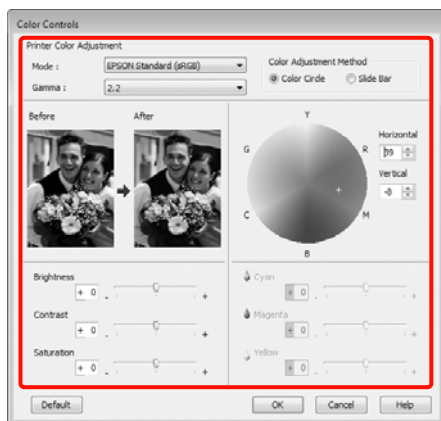 Color Controls
Printer Color Adjustment
Mode : EPSON Standard (sRGB)
Gamma : 2.2
Color Adjustment Method
Color Circle Slide Bar
Before After
Y
G R
C M
B
Horizontal
39
Vertical
-8
Brightness
+ 0 - +
Contrast
+ 0 - +
Saturation
+ 0 - +
Cyan
+ 0 - +
Magenta
+ 0 - +
Yellow
+ 0 - +
Default OK Cancel Help